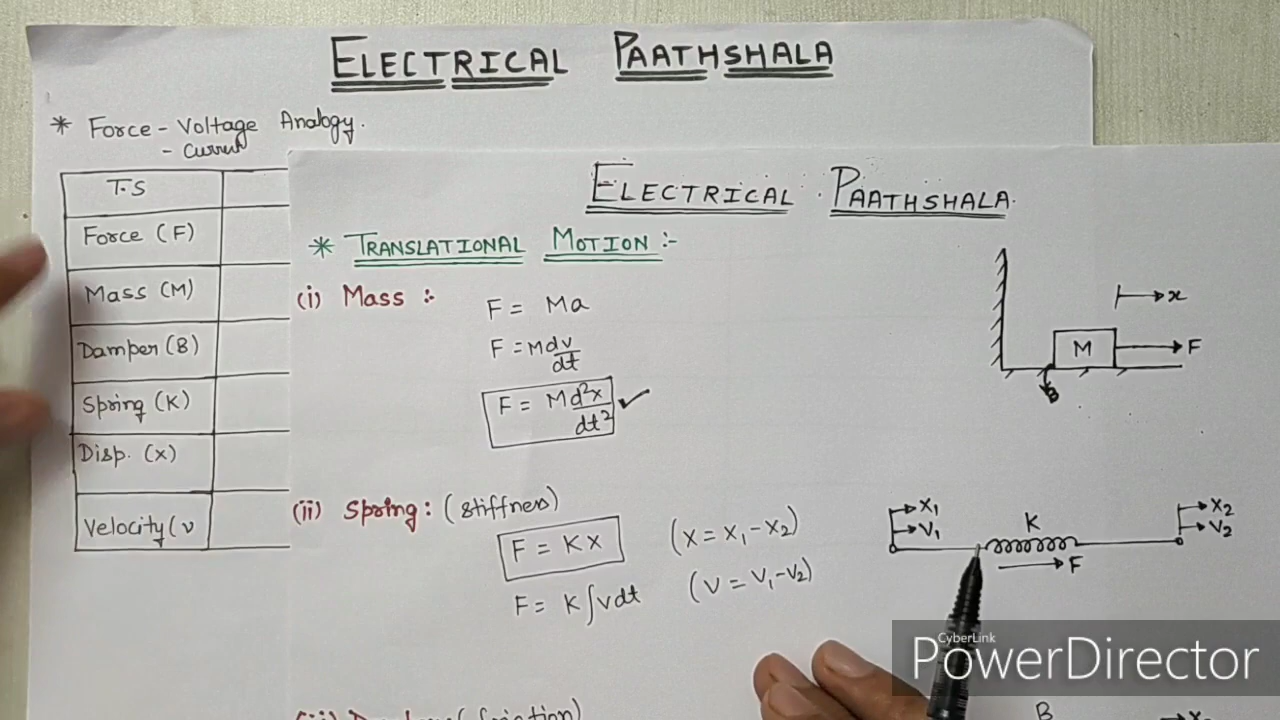 ELECTRICAL PAATHSHALA
* Force - Voltage Analogy.
- Current
T.S
Force (F)
Mass (M)
Damper (B)
Spring (K)
Disp. (x)
Velocity (v
ELECTRICAL PAATHSHALA.
* TRANSLATIONAL MOTION :-
(i) Mass :-
F = Ma
F = M dv/dt
F = M d²x/dt² ✓
x
M
F
B
(ii) Spring : (stiffness)
F = Kx (x = x₁-x₂)
F = K∫vdt (v = v₁-v₂)
x₁
v₁
K
F
x₂
v₂
(friction)
B
CyberLink
PowerDirector